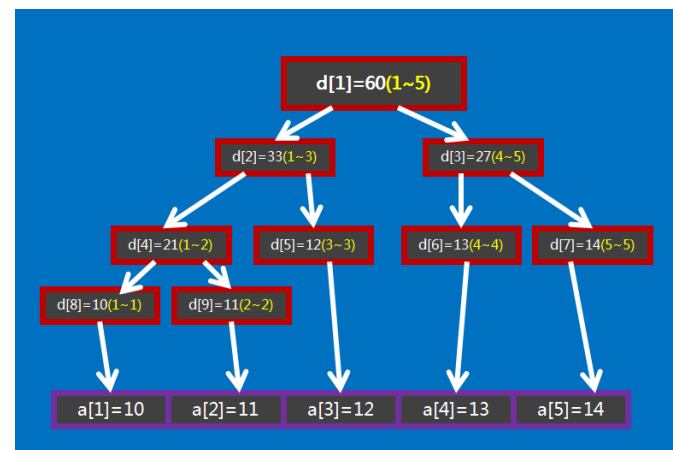 d[1]=60(1~5)
d[2]=33(1~3)
d[3]=27(4~5)
d[4]=21(1~2)
d[5]=12(3~3)
d[6]=13(4~4)
d[7]=14(5~5)
d[8]=10(1~1)
d[9]=11(2~2)
a[1]=10
a[2]=11
a[3]=12
a[4]=13
a[5]=14